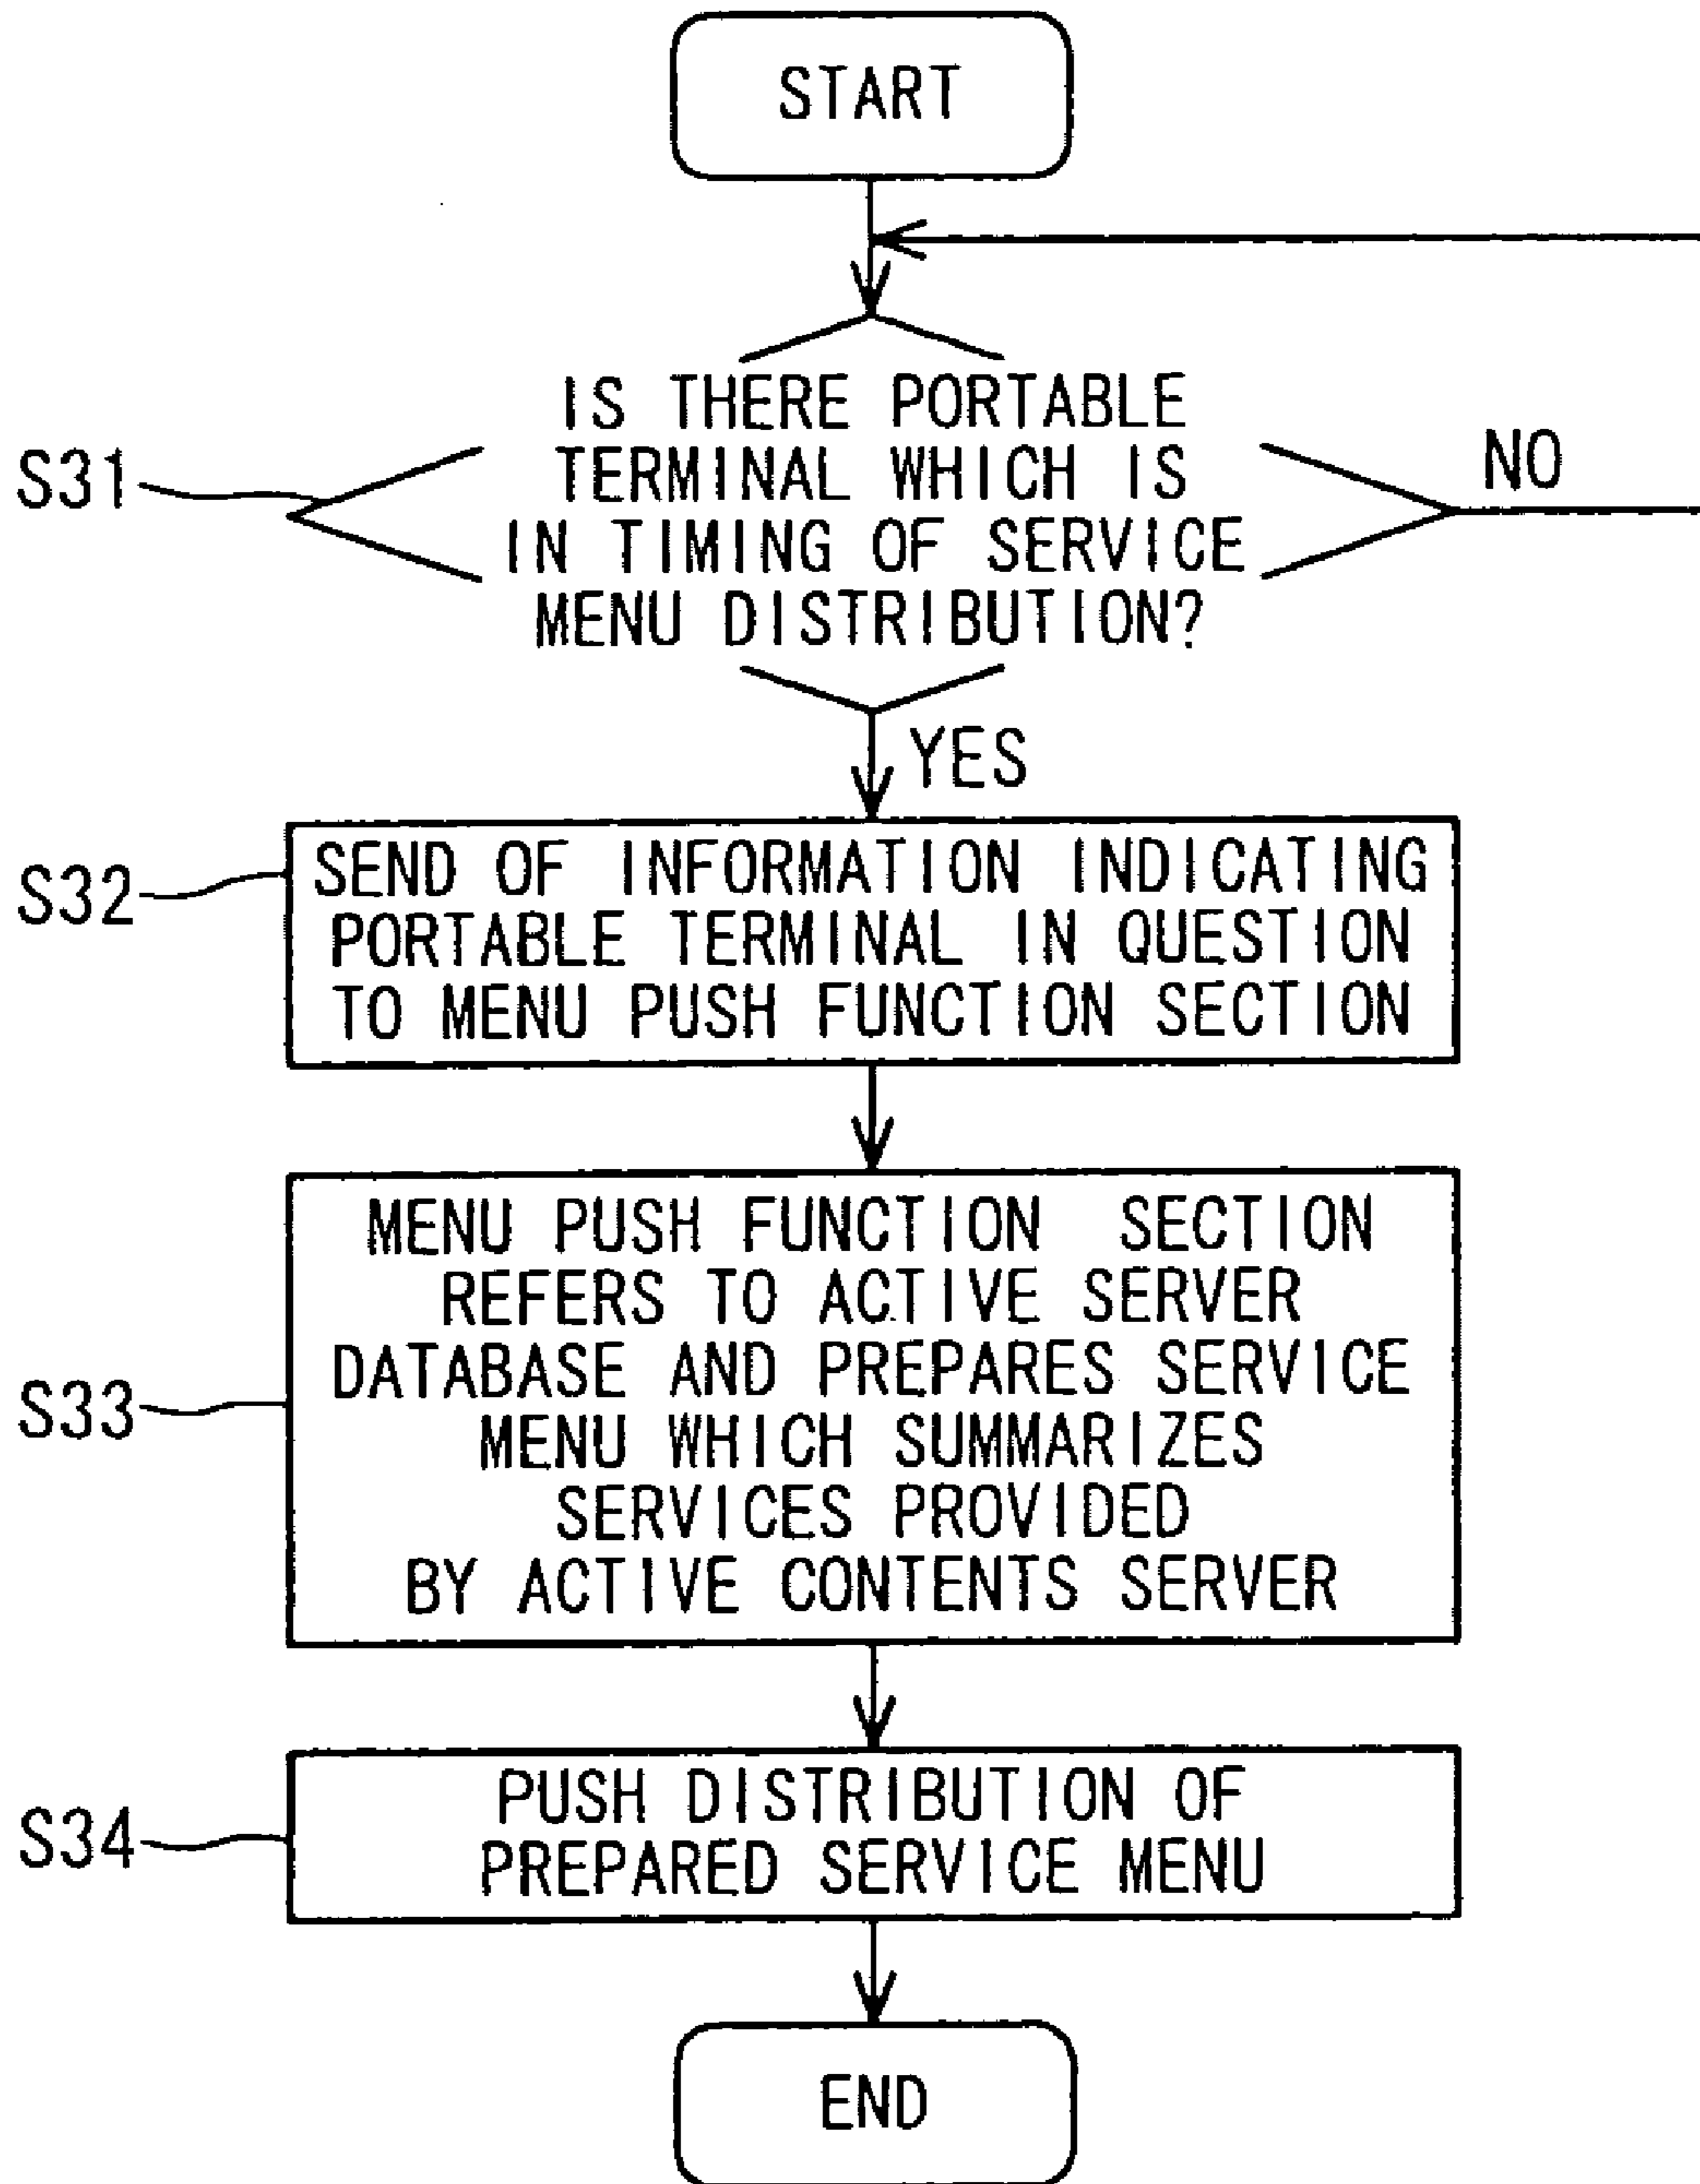 START
S31
IS THERE PORTABLE
TERMINAL WHICH IS
IN TIMING OF SERVICE
MENU DISTRIBUTION?
NO
YES
S32
SEND OF INFORMATION INDICATING
PORTABLE TERMINAL IN QUESTION
TO MENU PUSH FUNCTION SECTION
S33
MENU PUSH FUNCTION SECTION
REFERS TO ACTIVE SERVER
DATABASE AND PREPARES SERVICE
MENU WHICH SUMMARIZES
SERVICES PROVIDED
BY ACTIVE CONTENTS SERVER
S34
PUSH DISTRIBUTION OF
PREPARED SERVICE MENU
END